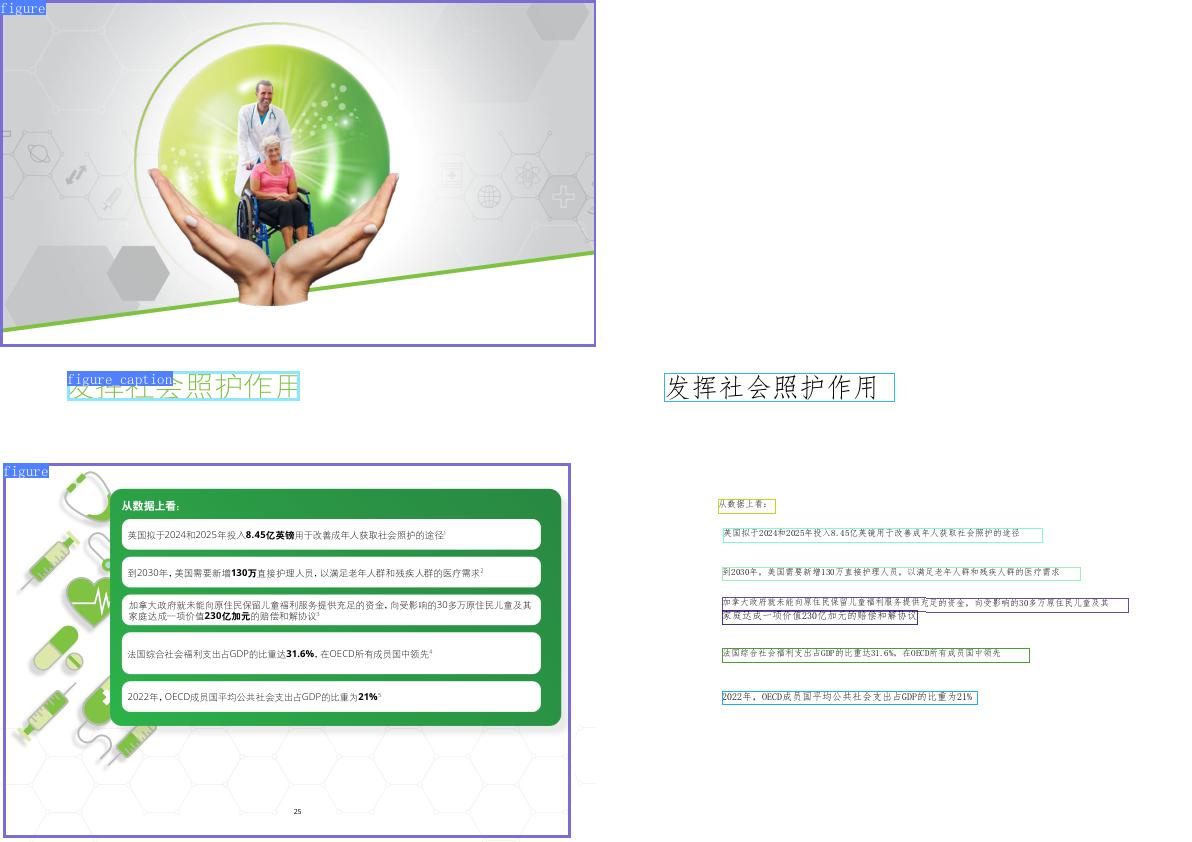 figure
figure caption
发挥社会照护作用
figure
从数据上看:
英国拟于2024和2025年投入8.45亿英镑用于改善成年人获取社会照护的途径1
到2030年,美国需要新增130万直接护理人员,以满足老年人群和残疾人群的医疗需求2
加拿大政府就未能向原住民保留儿童福利服务提供充足的资金,向受影响的30多万原住民儿童及其
家庭达成一项价值230亿加元的赔偿和解协议3
法国综合社会福利支出占GDP的比重达31.6%,在OECD所有成员国中领先4
2022年,OECD成员国平均公共社会支出占GDP的比重为21%5
25
发挥社会照护作用
从数据上看:
英国拟于2024和2025年投入8.45亿英镜用于改善成年人获取社会照护的途径
到2030年,美国需要新增130万直接护理人员,以满足老年人群和残疾人群的医疗需求
加拿大政府就未能向原住民保留儿童福利服务提供充足的资金,向受影响的30多万原住民儿童及其
家庭达成一项价值230亿加元的赔偿和解协议
法国综合社会福利支出占GDP的比重达31.6%,在OECD所有成员国中领先
2022年,OECD成员国平均公共社会支出占GDP的比重为21%